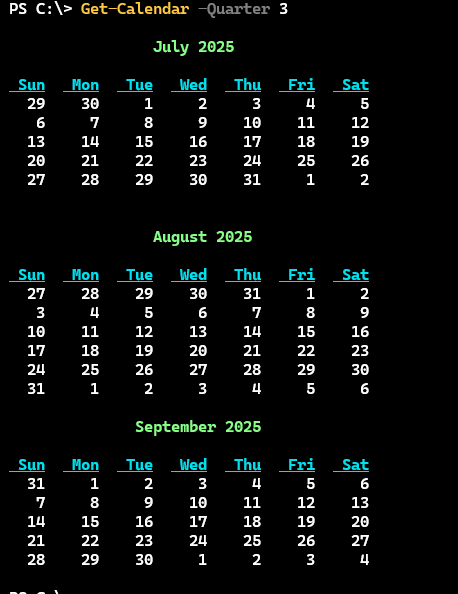 PS C:\> Get-Calendar -Quarter 3
July 2025
Sun Mon Tue Wed Thu Fri Sat
29 30 1 2 3 4 5
6 7 8 9 10 11 12
13 14 15 16 17 18 19
20 21 22 23 24 25 26
27 28 29 30 31 1 2
August 2025
Sun Mon Tue Wed Thu Fri Sat
27 28 29 30 31 1 2
3 4 5 6 7 8 9
10 11 12 13 14 15 16
17 18 19 20 21 22 23
24 25 26 27 28 29 30
31 1 2 3 4 5 6
September 2025
Sun Mon Tue Wed Thu Fri Sat
31 1 2 3 4 5 6
7 8 9 10 11 12 13
14 15 16 17 18 19 20
21 22 23 24 25 26 27
28 29 30 1 2 3 4